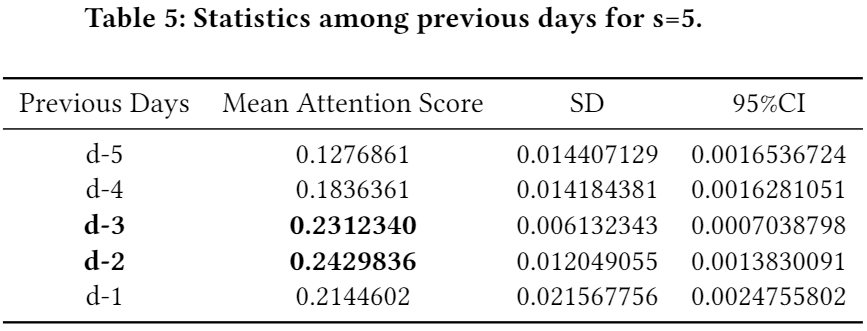 Table 5: Statistics among previous days for s=5.
Previous Days Mean Attention Score SD 95%CI
d-5 0.1276861 0.014407129 0.0016536724
d-4 0.1836361 0.014184381 0.0016281051
d-3 0.2312340 0.006132343 0.0007038798
d-2 0.2429836 0.012049055 0.0013830091
d-1 0.2144602 0.021567756 0.0024755802